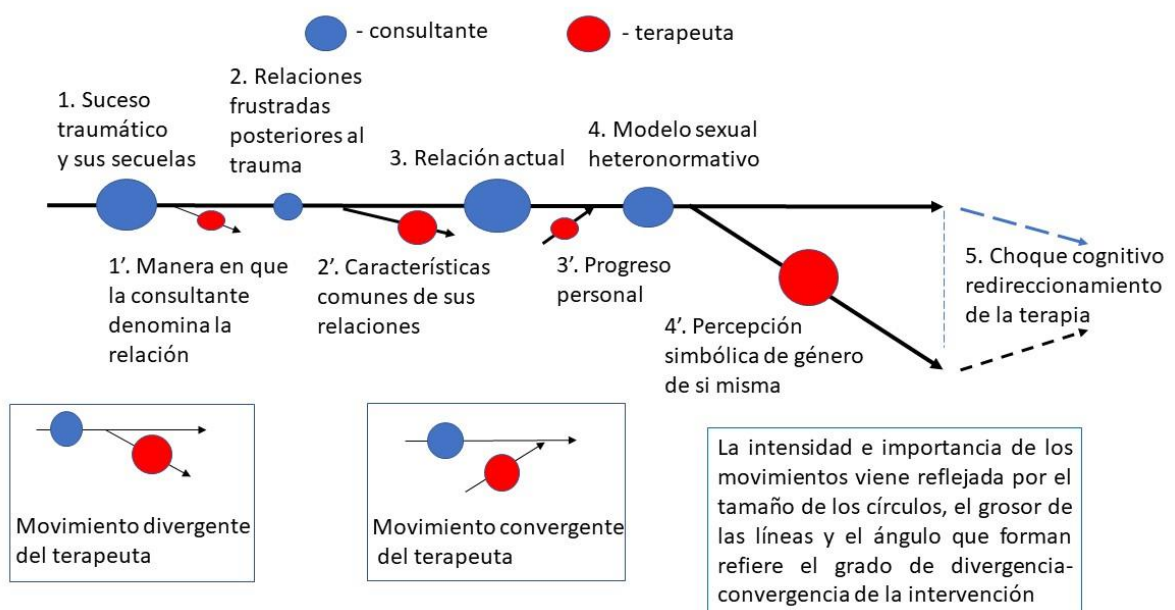 - consultante
- terapeuta
1. Suceso
traumático
y sus secuelas
2. Relaciones
frustradas
posteriores al
trauma
3. Relación actual
4. Modelo sexual
heteronormativo
1'. Manera en que
la consultante
denomina la
relación
2'. Características
comunes de sus
relaciones
3'. Progreso
personal
4'. Percepción
simbólica de género
de si misma
5. Choque cognitivo
redireccionamiento
de la terapia
Movimiento divergente
del terapeuta
Movimiento convergente
del terapeuta
La intensidad e importancia de los
movimientos viene reflejada por el
tamaño de los círculos, el grosor de
las líneas y el ángulo que forman
refiere el grado de divergencia-
convergencia de la intervención